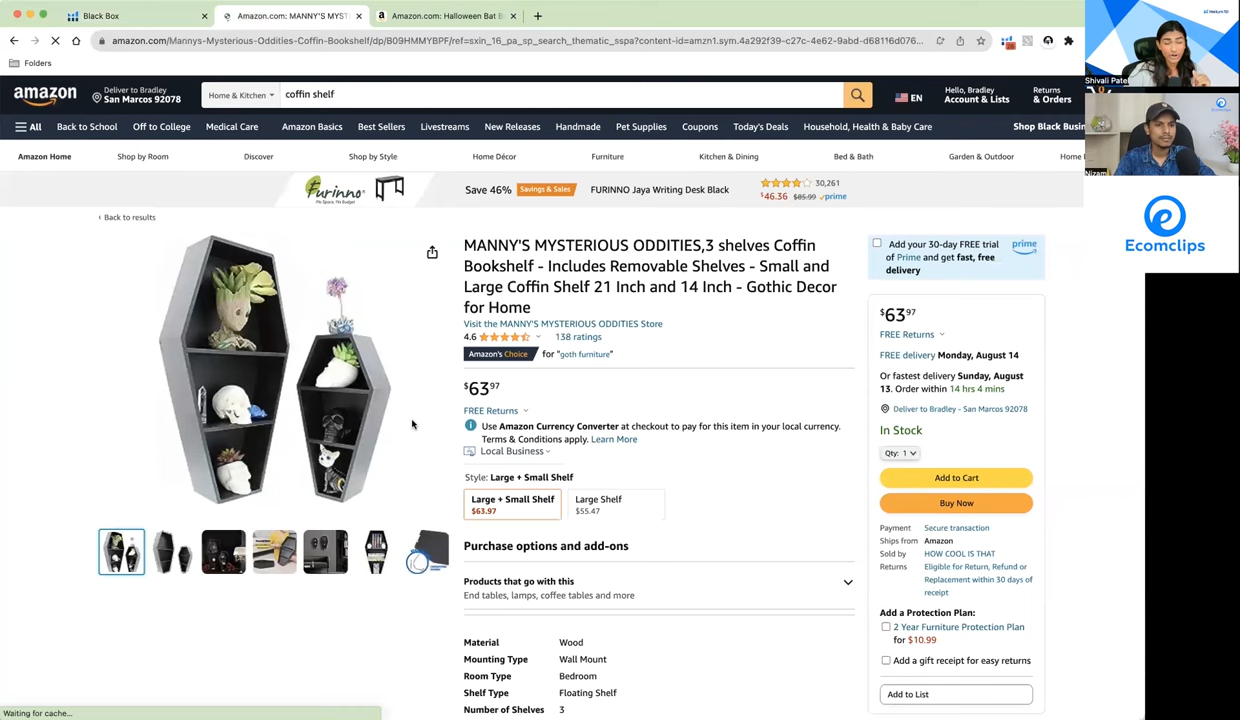 Black Box
Amazon.com: MANNY'S MYST
Amazon.com: Halloween Bat B
amazon.com/Mannys-Mysterious-Oddities-Coffin-Bookshelf/dp/B09HMMYBPF/ref=sxin_16_pa_sp_search_thematic_sspa?content-id=amzn1.sym.4a292f39-c27c-4e62-9abd-d68116d076...
Folders
Shivali Patel
Nizam
Ecomclips
amazon
Deliver to Bradley
San Marcos 92078
Home & Kitchen
coffin shelf
EN
Hello, Bradley
Account & Lists
Returns
& Orders
All
Back to School
Off to College
Medical Care
Amazon Basics
Best Sellers
Livestreams
New Releases
Handmade
Pet Supplies
Coupons
Today's Deals
Household, Health & Baby Care
Shop Black Busin
Amazon Home
Shop by Room
Discover
Shop by Style
Home Décor
Furniture
Kitchen & Dining
Bed & Bath
Garden & Outdoor
Home
Furinno
Fits Space, Fits Budget
Save 46%
Savings & Sales
FURINNO Jaya Writing Desk Black
30,261
$46.36 $85.99 prime
‹ Back to results
MANNY'S MYSTERIOUS ODDITIES,3 shelves Coffin
Bookshelf - Includes Removable Shelves - Small and
Large Coffin Shelf 21 Inch and 14 Inch - Gothic Decor
for Home
Visit the MANNY'S MYSTERIOUS ODDITIES Store
4.6
138 ratings
Amazon's Choice for "goth furniture"
$63 97
FREE Returns
Use Amazon Currency Converter at checkout to pay for this item in your local currency.
Terms & Conditions apply. Learn More
Local Business
Style: Large + Small Shelf
Large + Small Shelf
$63.97
Large Shelf
$55.47
Purchase options and add-ons
Products that go with this
End tables, lamps, coffee tables and more
Material Wood
Mounting Type Wall Mount
Room Type Bedroom
Shelf Type Floating Shelf
Number of Shelves 3
Add your 30-day FREE trial
of Prime and get fast, free
delivery
prime
$63 97
FREE Returns
FREE delivery Monday, August 14
Or fastest delivery Sunday, August
13. Order within 14 hrs 4 mins
Deliver to Bradley - San Marcos 92078
In Stock
Qty: 1
Add to Cart
Buy Now
Payment Secure transaction
Ships from Amazon
Sold by HOW COOL IS THAT
Returns Eligible for Return, Refund or
Replacement within 30 days of
receipt
Add a Protection Plan:
2 Year Furniture Protection Plan
for $10.99
Add a gift receipt for easy returns
Add to List
Waiting for cache...